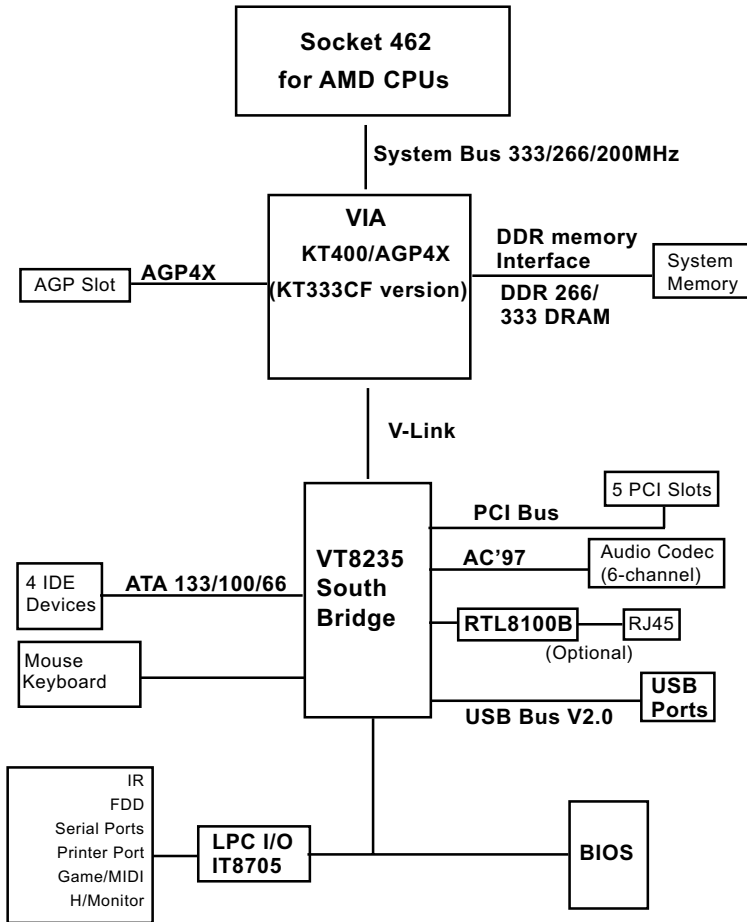 Socket 462
for AMD CPUs
System Bus 333/266/200MHz
VIA
KT400/AGP4X
(KT333CF version)
AGP Slot
AGP4X
DDR memory
Interface
DDR 266/
333 DRAM
System
Memory
V-Link
VT8235
South
Bridge
5 PCI Slots
PCI Bus
AC’97
Audio Codec
(6-channel)
4 IDE
Devices
ATA 133/100/66
RTL8100B
RJ45
(Optional)
Mouse
Keyboard
USB Bus V2.0
USB
Ports
IR
FDD
Serial Ports
Printer Port
Game/MIDI
H/Monitor
LPC I/O
IT8705
BIOS